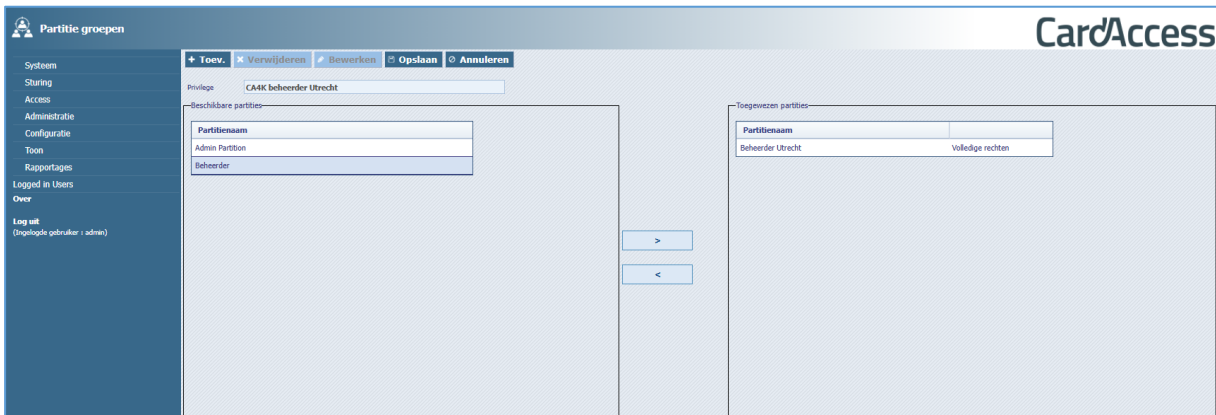 Partitie groepen
CardAccess
Systeem
Sturing
Access
Administratie
Configuratie
Toon
Rapportages
Logged in Users
Over
Log uit
(Ingelogde gebruiker : admin)
+ Toev. Verwijderen Bewerken Opslaan Annuleren
Privilege CA4K beheerder Utrecht
Beschikbare partities
Partitienaam
Admin Partition
Beheerder
>
<
Toegewezen partities
Partitienaam
Beheerder Utrecht Volledige rechten